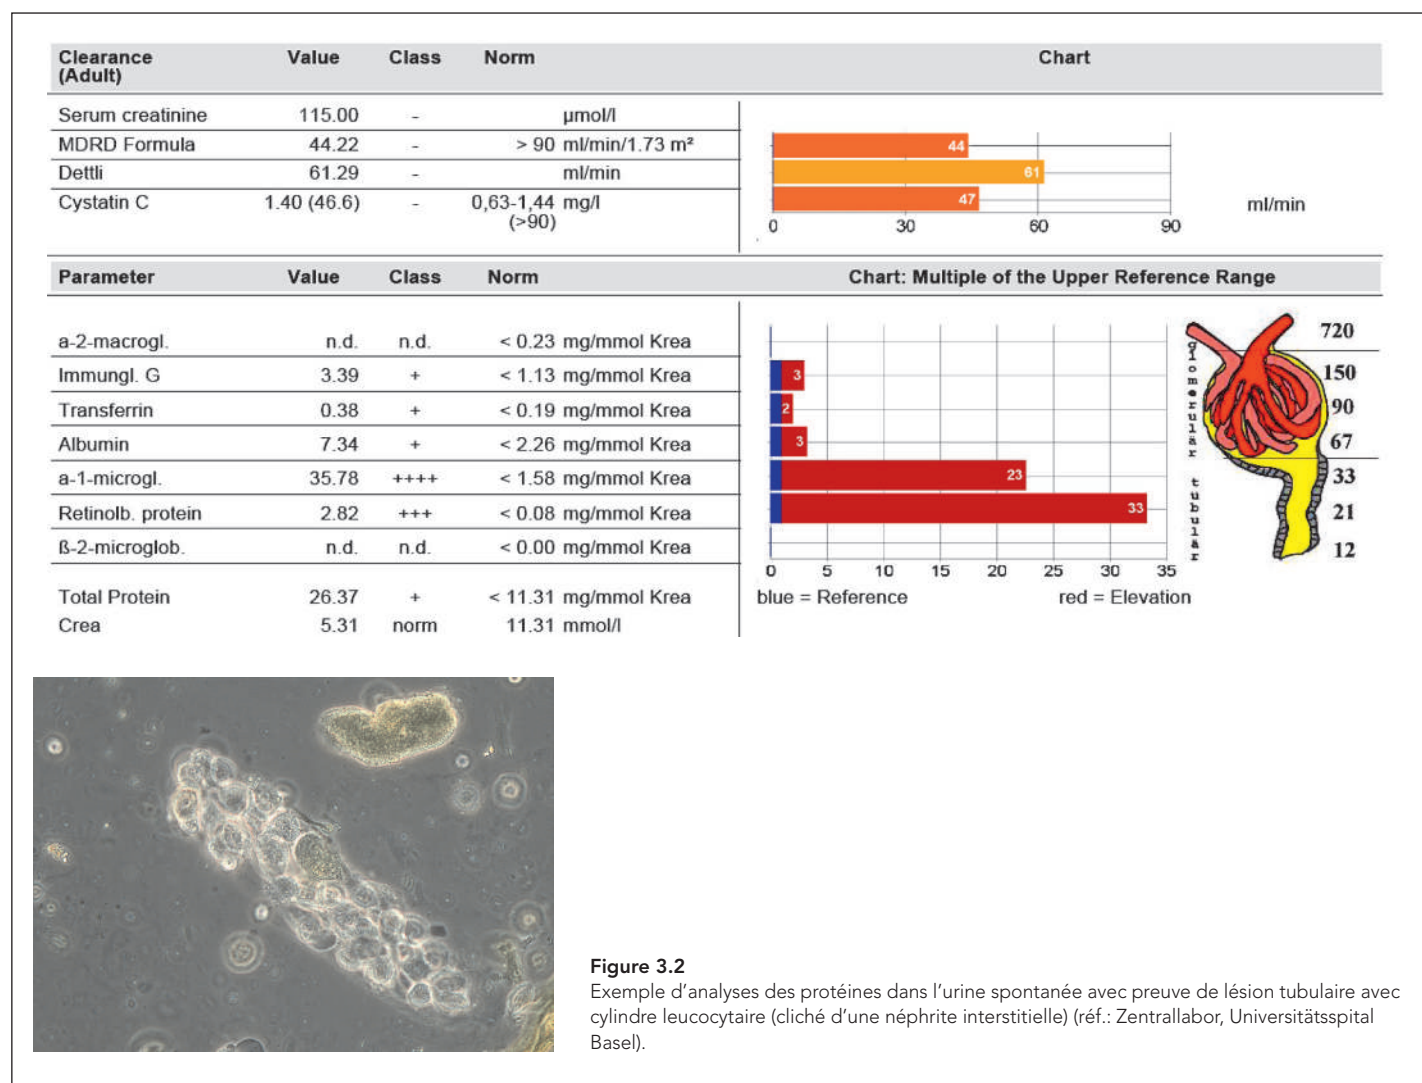 Clearance (Adult) Value Class Norm Chart
Serum creatinine 115.00 - µmol/l
MDRD Formula 44.22 - > 90 ml/min/1.73 m²
Dettli 61.29 - ml/min
Cystatin C 1.40 (46.6) - 0,63-1,44 mg/l
(>90)
44
61
47
0 30 60 90
ml/min
Parameter Value Class Norm Chart: Multiple of the Upper Reference Range
a-2-macrogl. n.d. n.d. < 0.23 mg/mmol Krea
Immungl. G 3.39 + < 1.13 mg/mmol Krea
Transferrin 0.38 + < 0.19 mg/mmol Krea
Albumin 7.34 + < 2.26 mg/mmol Krea
a-1-microgl. 35.78 ++++ < 1.58 mg/mmol Krea
Retinolb. protein 2.82 +++ < 0.08 mg/mmol Krea
ß-2-microglob. n.d. n.d. < 0.00 mg/mmol Krea
Total Protein 26.37 + < 11.31 mg/mmol Krea
Crea 5.31 norm 11.31 mmol/l
3
2
3
23
33
0 5 10 15 20 25 30 35
blue = Reference red = Elevation
glomerulär
tubulär
720
150
90
67
33
21
12
Figure 3.2
Exemple d’analyses des protéines dans l’urine spontanée avec preuve de lésion tubulaire avec
cylindre leucocytaire (cliché d’une néphrite interstitielle) (réf.: Zentrallabor, Universitätsspital
Basel).